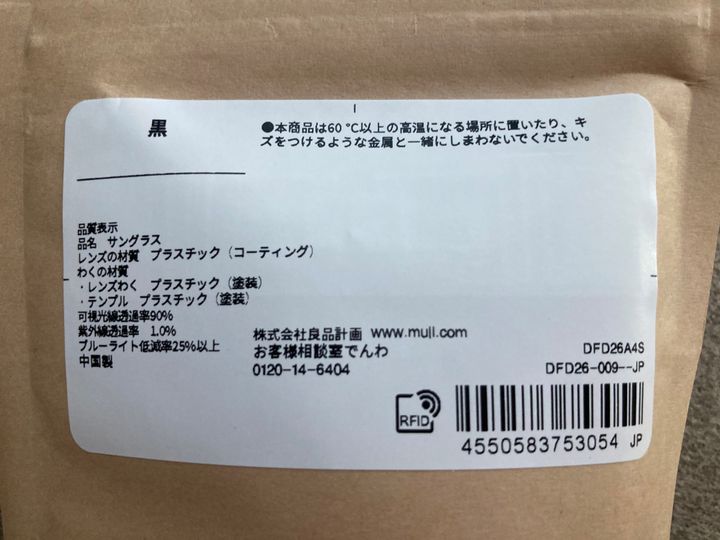 黒
●本商品は60 ℃以上の高温になる場所に置いたり、キ
ズをつけるような金属と一緒にしまわないでください。
品質表示
品名 サングラス
レンズの材質 プラスチック（コーティング）
わくの材質
・レンズわく プラスチック（塗装）
・テンプル プラスチック（塗装）
可視光線透過率90%
紫外線透過率 1.0%
ブルーライト低減率25%以上
中国製
株式会社良品計画 www.muji.com
お客様相談室でんわ
0120-14-6404
DFD26A4S
DFD26-009--JP
RFID
4550583753054 JP